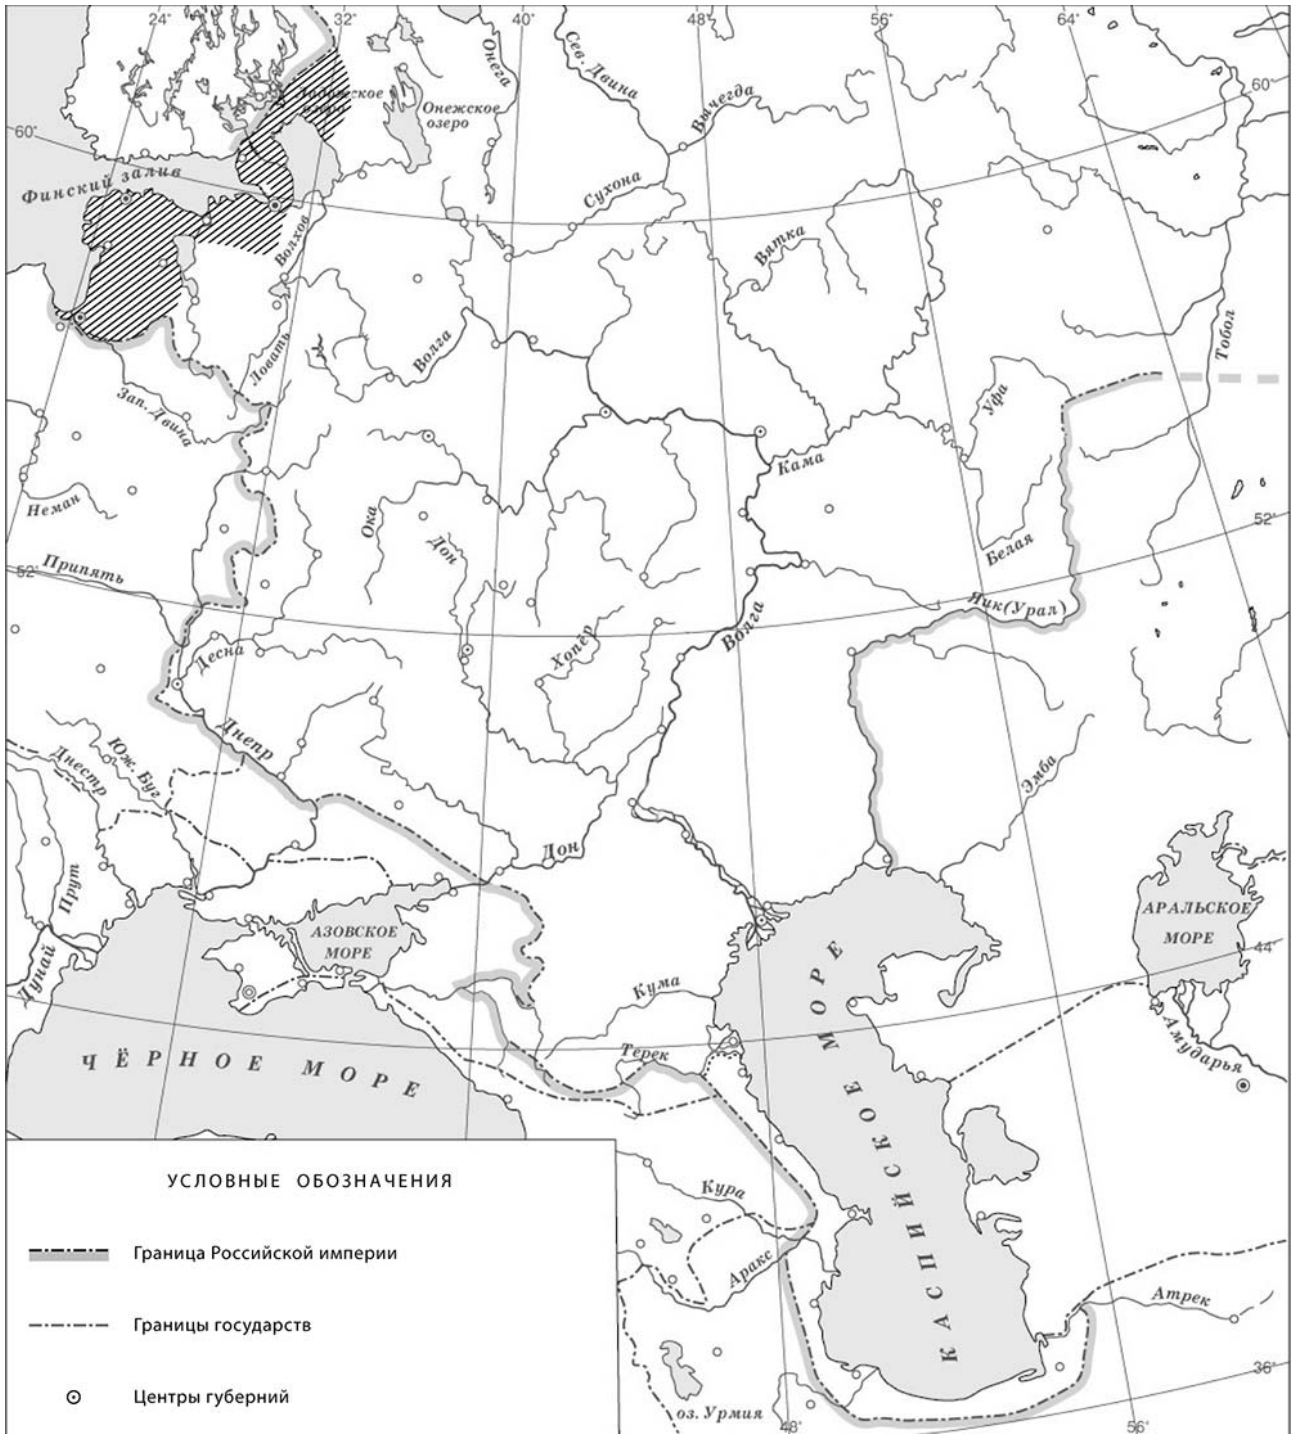 24°
32°
40°
48°
56°
64°
Онега
Сев. Двина
Вычегда
60°
Ладожское
озеро
Онежское
озеро
60°
Финский залив
Сухона
Волхов
Вятка
Тобол
Ловать
Волга
Зап. Двина
Уфа
Кама
Неман
Ока
Дон
52°
Белая
52°
Припять
Яик (Урал)
Волга
Хопёр
Десна
Днепр
Днестр
Юж. Буг
Эмба
Дон
Прут
АЗОВСКОЕ
МОРЕ
АРАЛЬСКОЕ
МОРЕ
44°
Дунай
Кума
Терек
Амударья
ЧЁРНОЕ МОРЕ
КАСПИЙСКОЕ МОРЕ
УСЛОВНЫЕ ОБОЗНАЧЕНИЯ
Кура
Аракс
Граница Российской империи
Атрек
Границы государств
36°
Центры губерний
оз. Урмия
48°
56°